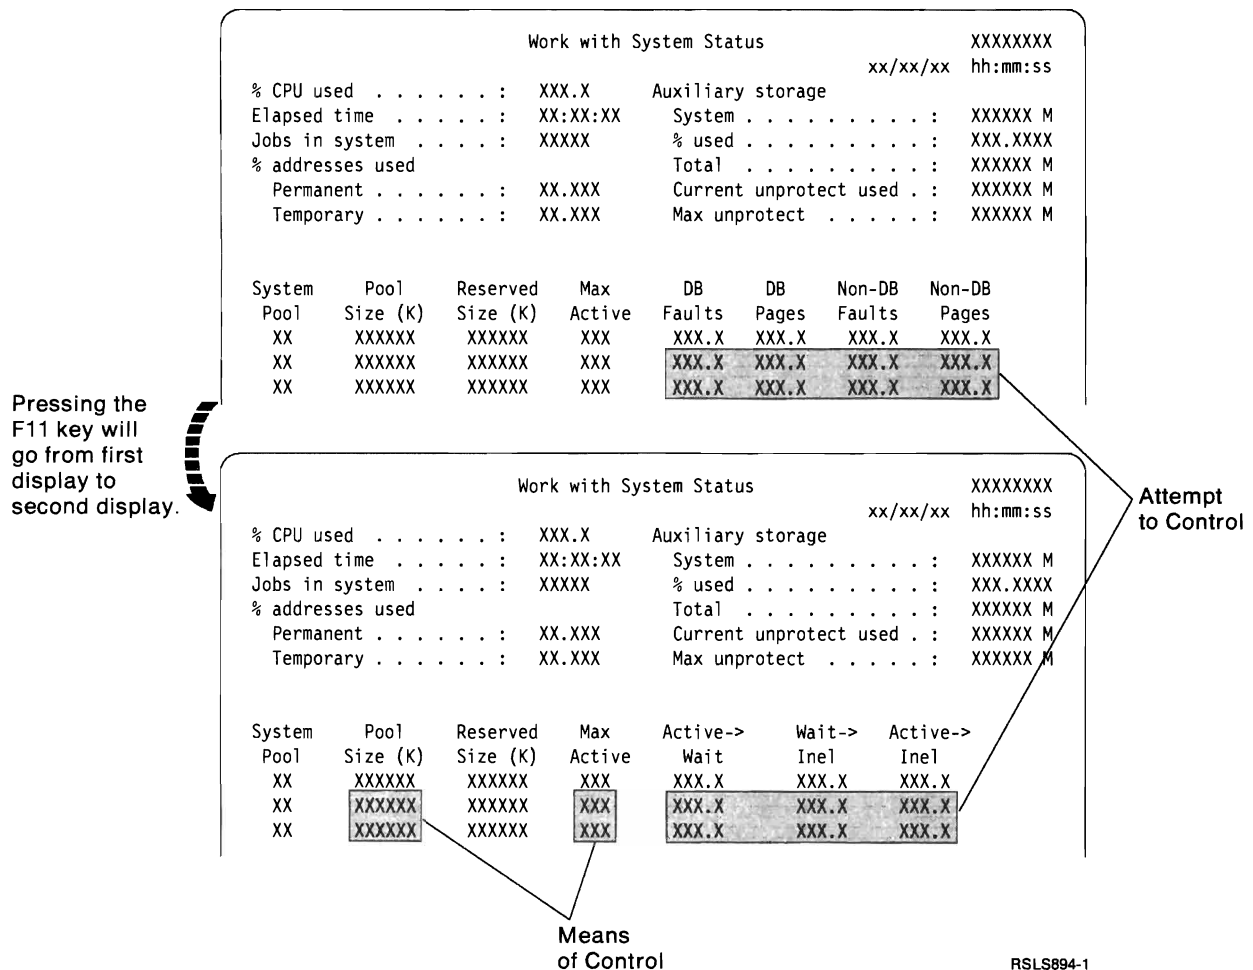 Work with System Status XXXXXXXX
xx/xx/xx hh:mm:ss
% CPU used . . . . . . : XXX.X Auxiliary storage
Elapsed time . . . . . : XX:XX:XX System . . . . . . . . . : XXXXXX M
Jobs in system . . . . : XXXXX % used . . . . . . . . . : XXX.XXXX
% addresses used Total . . . . . . . . . : XXXXXX M
Permanent . . . . . . : XX.XXX Current unprotect used . : XXXXXX M
Temporary . . . . . . : XX.XXX Max unprotect . . . . . : XXXXXX M
System Pool Reserved Max DB DB Non-DB Non-DB
Pool Size (K) Size (K) Active Faults Pages Faults Pages
XX XXXXXX XXXXXX XXX XXX.X XXX.X XXX.X XXX.X
XX XXXXXX XXXXXX XXX XXX.X XXX.X XXX.X XXX.X
XX XXXXXX XXXXXX XXX XXX.X XXX.X XXX.X XXX.X
Pressing the
F11 key will
go from first
display to
second display.
Work with System Status XXXXXXXX
xx/xx/xx hh:mm:ss
% CPU used . . . . . . : XXX.X Auxiliary storage
Elapsed time . . . . . : XX:XX:XX System . . . . . . . . . : XXXXXX M
Jobs in system . . . . : XXXXX % used . . . . . . . . . : XXX.XXXX
% addresses used Total . . . . . . . . . : XXXXXX M
Permanent . . . . . . : XX.XXX Current unprotect used . : XXXXXX M
Temporary . . . . . . : XX.XXX Max unprotect . . . . . : XXXXXX M
System Pool Reserved Max Active-> Wait-> Active->
Pool Size (K) Size (K) Active Wait Inel Inel
XX XXXXXX XXXXXX XXX XXX.X XXX.X XXX.X
XX XXXXXX XXXXXX XXX XXX.X XXX.X XXX.X
XX XXXXXX XXXXXX XXX XXX.X XXX.X XXX.X
Attempt
to Control
Means
of Control
RSLS894-1